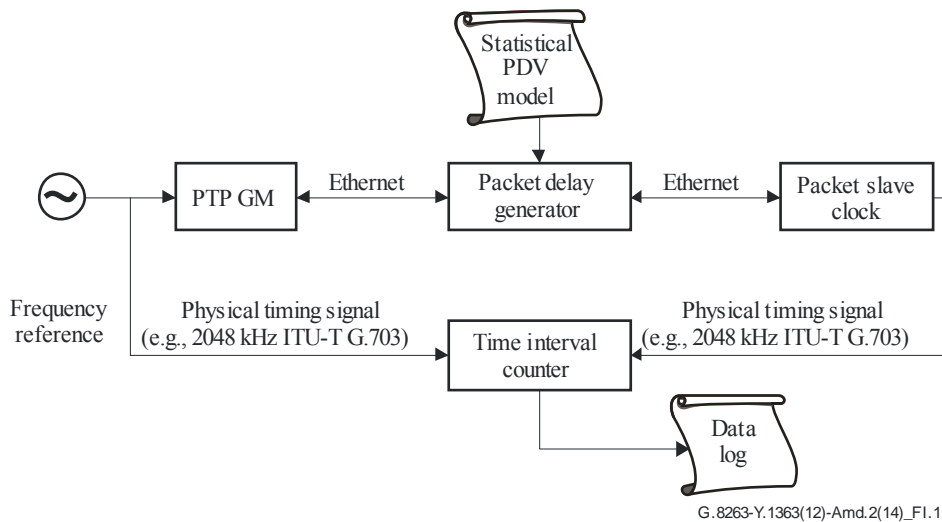 Statistical
PDV
model
PTP GM
Ethernet
Packet delay
generator
Ethernet
Packet slave
clock
Frequency
reference
Physical timing signal
(e.g., 2048 kHz ITU-T G.703)
Time interval
counter
Physical timing signal
(e.g., 2048 kHz ITU-T G.703)
Data
log
G.8263-Y.1363(12)-Amd.2(14)_FI.1